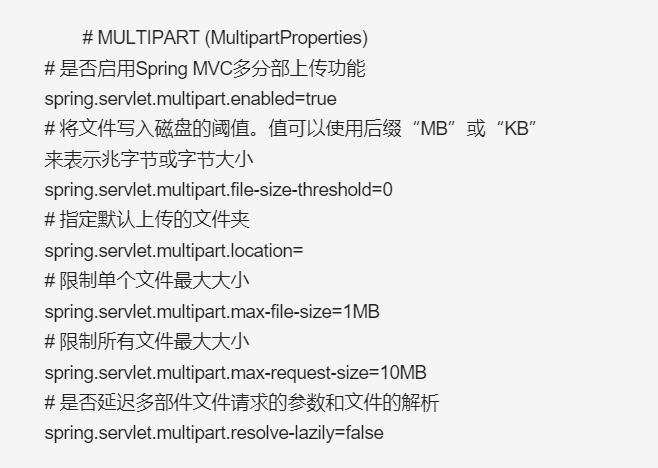 # MULTIPART (MultipartProperties)
# 是否启用Spring MVC多分部上传功能
spring.servlet.multipart.enabled=true
# 将文件写入磁盘的阈值。值可以使用后缀“MB”或“KB”
来表示兆字节或字节大小
spring.servlet.multipart.file-size-threshold=0
# 指定默认上传的文件夹
spring.servlet.multipart.location=
# 限制单个文件最大大小
spring.servlet.multipart.max-file-size=1MB
# 限制所有文件最大大小
spring.servlet.multipart.max-request-size=10MB
# 是否延迟多部件文件请求的参数和文件的解析
spring.servlet.multipart.resolve-lazily=false